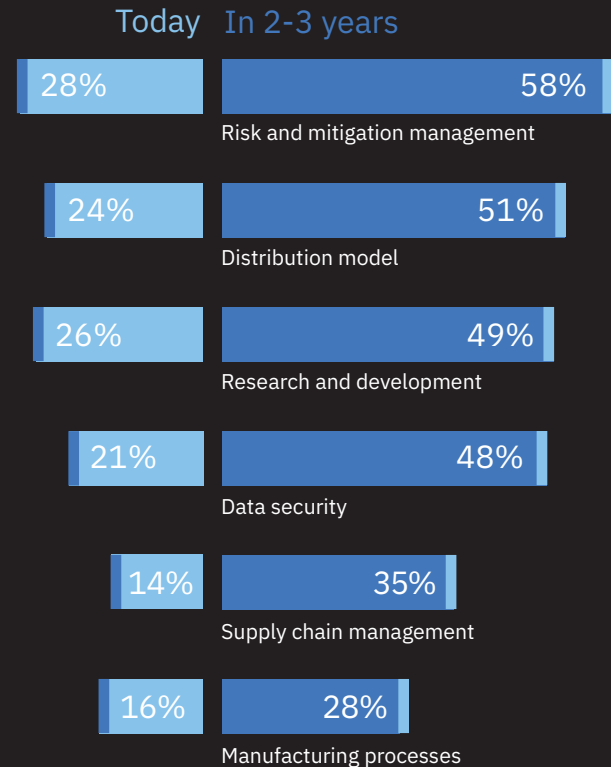 Today In 2-3 years
28% 58%
Risk and mitigation management
24% 51%
Distribution model
26% 49%
Research and development
21% 48%
Data security
14% 35%
Supply chain management
16% 28%
Manufacturing processes